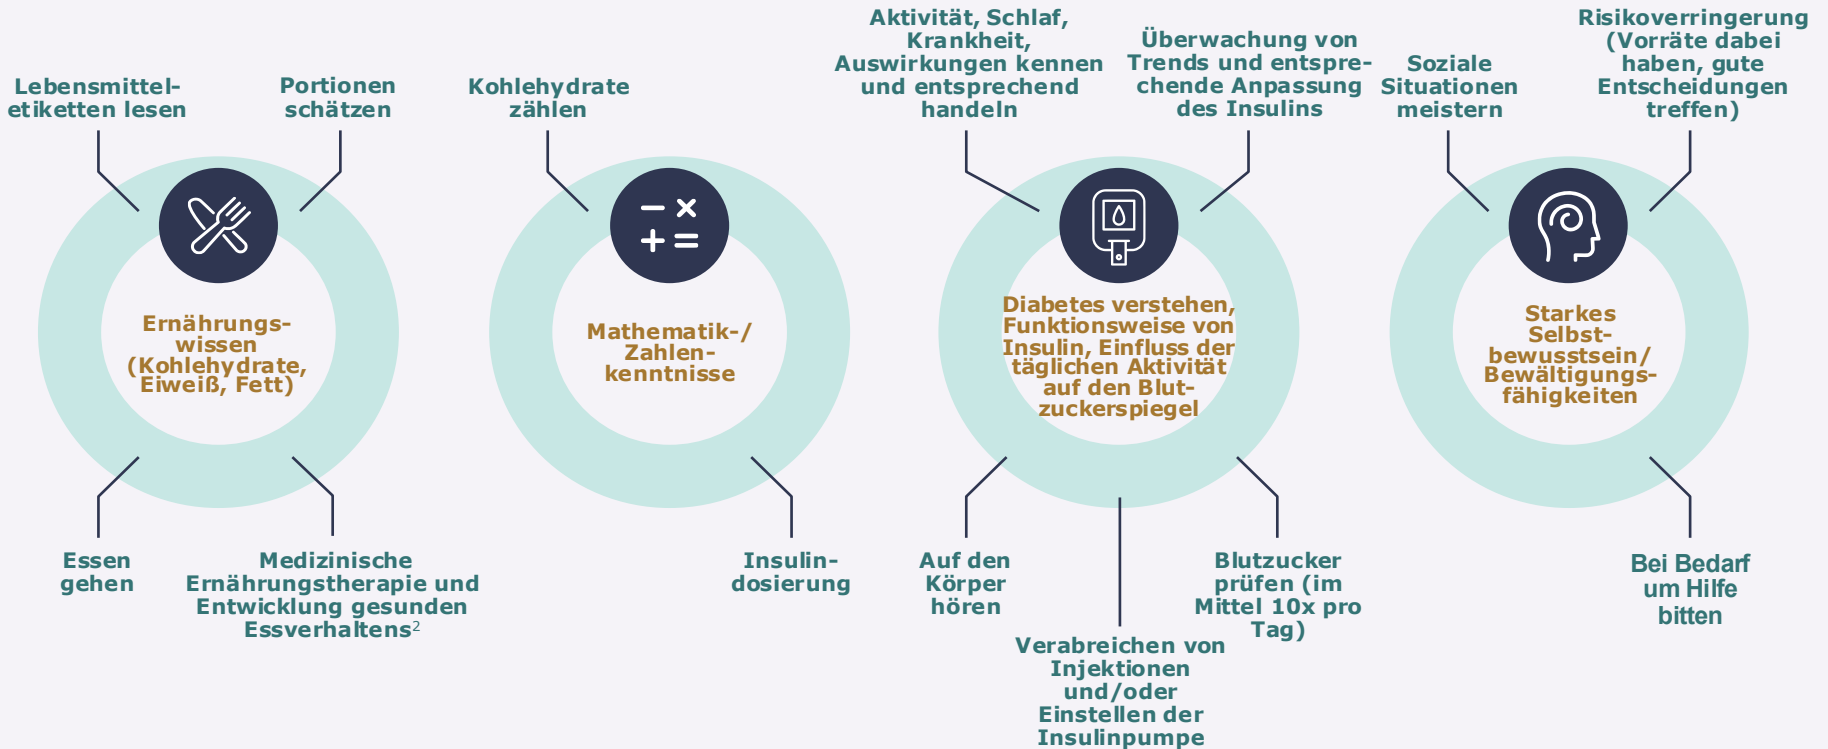 Lebensmittel-
etiketten lesen
Portionen
schätzen
Ernährungs-
wissen
(Kohlehydrate,
Eiweiß, Fett)
Essen
gehen
Medizinische
Ernährungstherapie und
Entwicklung gesunden
Essverhaltens²
Kohlehydrate
zählen
Mathematik-/
Zahlen-
kenntnisse
Insulin-
dosierung
Aktivität, Schlaf,
Krankheit,
Auswirkungen kennen
und entsprechend
handeln
Überwachung von
Trends und entspre-
chende Anpassung
des Insulins
Diabetes verstehen,
Funktionsweise von
Insulin, Einfluss der
täglichen Aktivität
auf den Blut-
zuckerspiegel
Auf den
Körper
hören
Verabreichen von
Injektionen
und/oder
Einstellen der
Insulinpumpe
Blutzucker
prüfen (im
Mittel 10x pro
Tag)
Soziale
Situationen
meistern
Risikoverringerung
(Vorräte dabei
haben, gute
Entscheidungen
treffen)
Starkes
Selbst-
bewusstsein/
Bewältigungs-
fähigkeiten
Bei Bedarf
um Hilfe
bitten